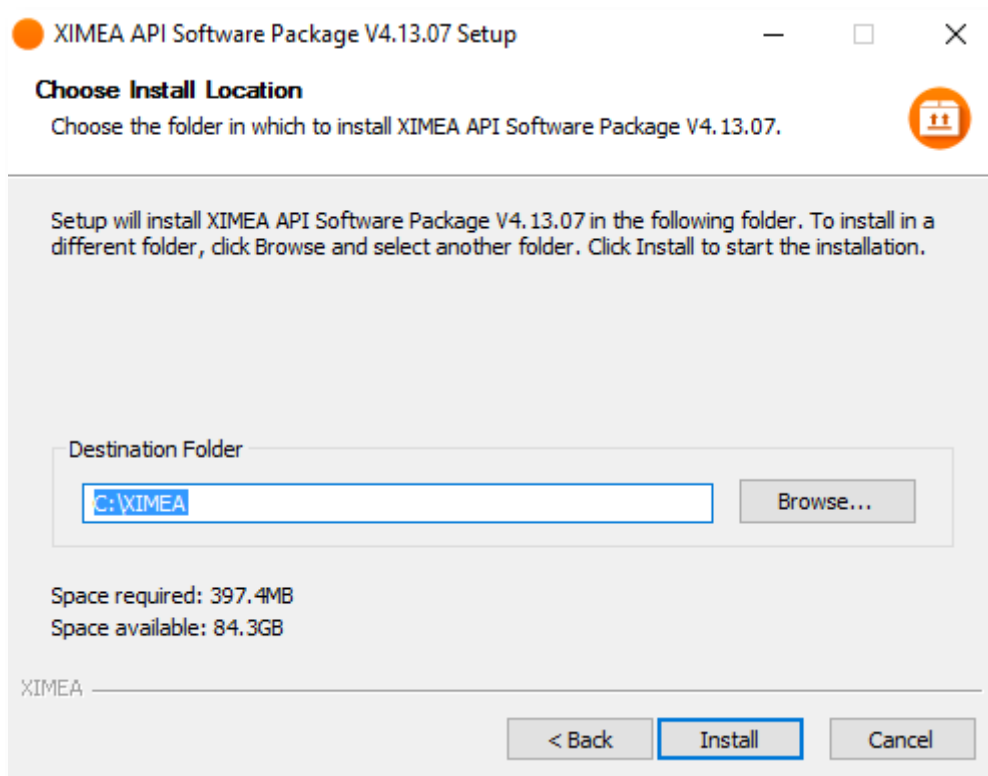 XIMEA API Software Package V4.13.07 Setup
Choose Install Location
Choose the folder in which to install XIMEA API Software Package V4.13.07.
Setup will install XIMEA API Software Package V4.13.07 in the following folder. To install in a
different folder, click Browse and select another folder. Click Install to start the installation.
Destination Folder
C:\XIMEA
Browse...
Space required: 397.4MB
Space available: 84.3GB
XIMEA
< Back
Install
Cancel